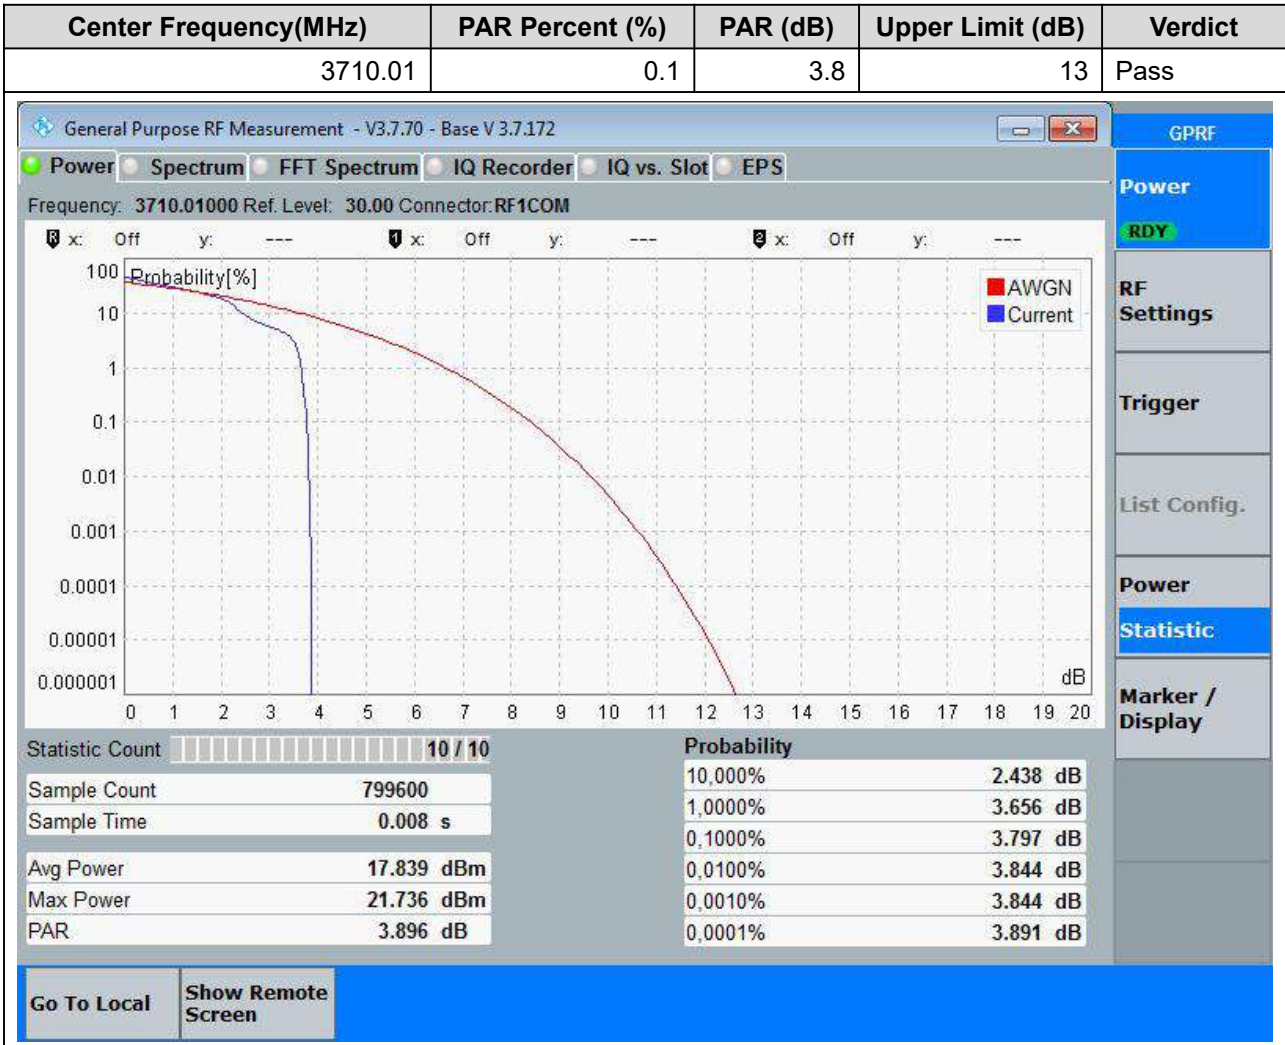 Center Frequency(MHz) PAR Percent (%) PAR (dB) Upper Limit (dB) Verdict
3710.01 0.1 3.8 13 Pass
General Purpose RF Measurement - V3.7.70 - Base V 3.7.172
GPRF
Power Spectrum FFT Spectrum IQ Recorder IQ vs. Slot EPS
Frequency: 3710.01000 Ref. Level: 30.00 Connector:RF1COM
R x: Off y: --- 1 x: Off y: --- 2 x: Off y: ---
Probability[%]
AWGN
Current
100
10
1
0.1
0.01
0.001
0.0001
0.00001
0.000001
dB
0 1 2 3 4 5 6 7 8 9 10 11 12 13 14 15 16 17 18 19 20
Statistic Count 10 / 10
Sample Count 799600
Sample Time 0.008 s
Avg Power 17.839 dBm
Max Power 21.736 dBm
PAR 3.896 dB
Probability
10,000% 2.438 dB
1,0000% 3.656 dB
0,1000% 3.797 dB
0,0100% 3.844 dB
0,0010% 3.844 dB
0,0001% 3.891 dB
Power
RDY
RF
Settings
Trigger
List Config.
Power
Statistic
Marker /
Display
Go To Local
Show Remote
Screen